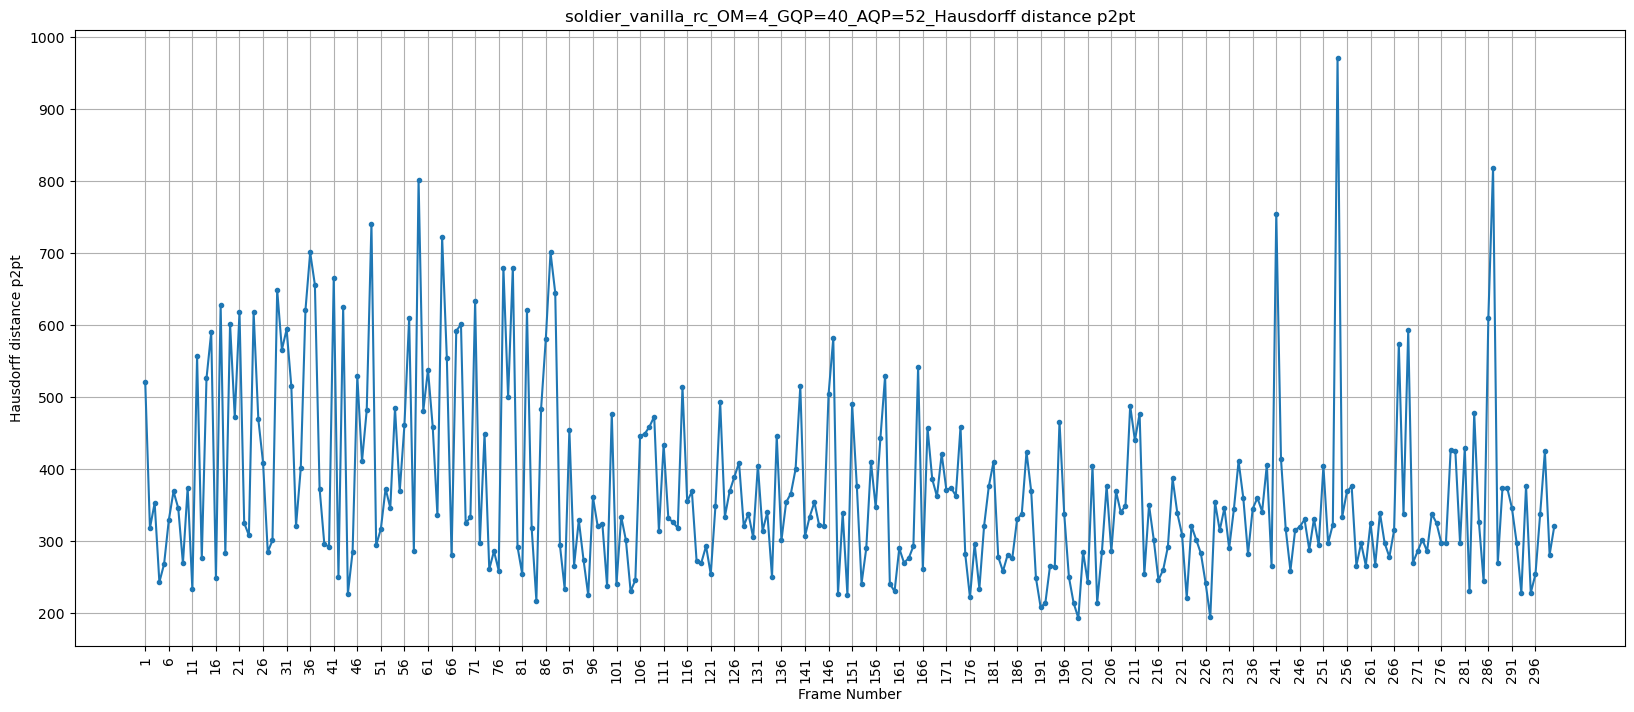 soldier_vanilla_rc_OM=4_GQP=40_AQP=52_Hausdorff distance p2pt
1000
900
800
700
600
500
400
300
200
Hausdorff distance p2pt
1 6 11 16 21 26 31 36 41 46 51 56 61 66 71 76 81 86 91 96 101 106 111 116 121 126 131 136 141 146 151 156 161 166 171 176 181 186 191 196 201 206 211 216 221 226 231 236 241 246 251 256 261 266 271 276 281 286 291 296
Frame Number